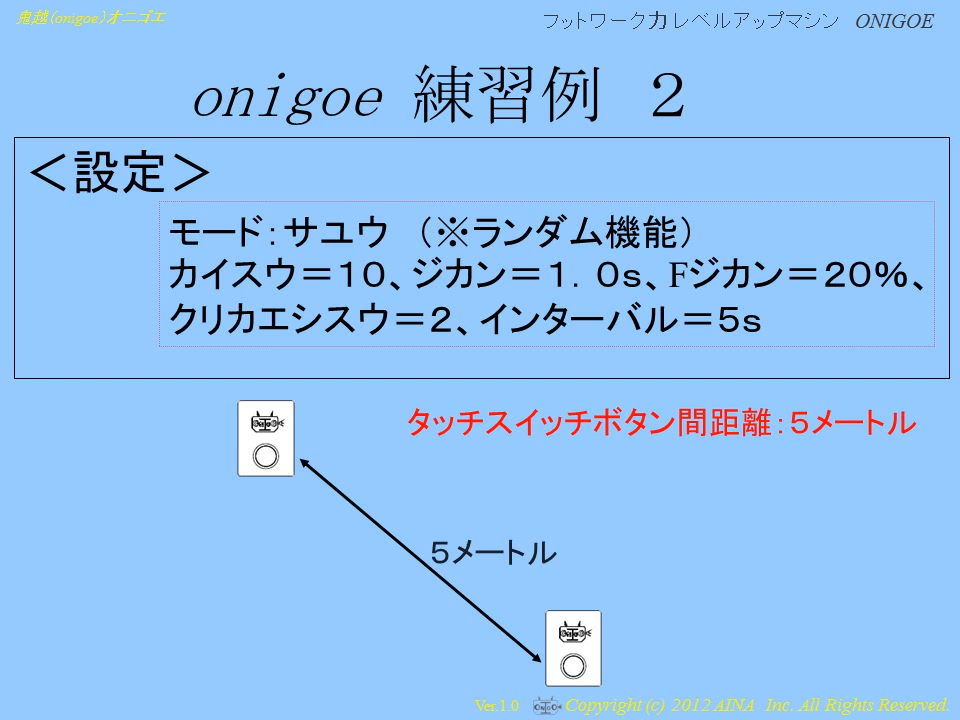 鬼越（onigoe）オニゴエ
フットワーク力レベルアップマシン　ONIGOE
onigoe 練習例　２
＜設定＞
モード：サユウ　（※ランダム機能）
カイスウ＝１０、ジカン＝１．０ｓ、Fジカン＝２０％、
クリカエシスウ＝２、インターバル＝５ｓ
タッチスイッチボタン間距離：５メートル
５メートル
Ver.1.0
Copyright (c) 2012 AINA Inc. All Rights Reserved.